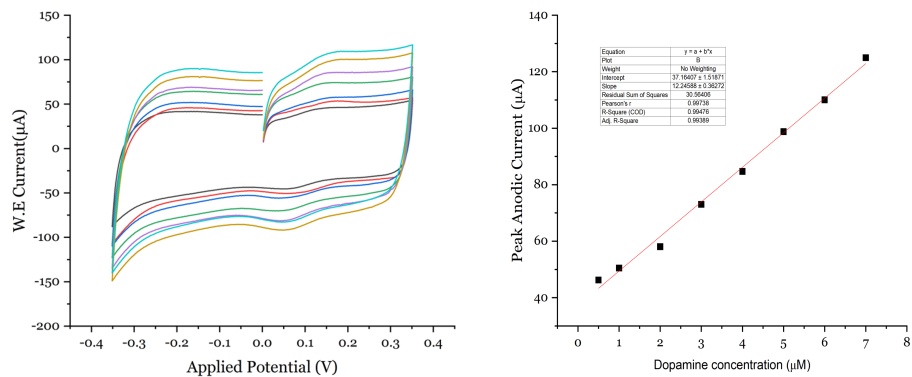 150
100
50
0
-50
-100
-150
-200
W.E Current(µA)
-0.4 -0.3 -0.2 -0.1 0.0 0.1 0.2 0.3 0.4
Applied Potential (V)
140
120
100
80
60
40
Peak Anodic Current (µA)
Equation y = a + b*x
Plot B
Weight No Weighting
Intercept 37.16407 ± 1.51871
Slope 12.24588 ± 0.36272
Residual Sum of Squares 30.56406
Pearson's r 0.99738
R-Square (COD) 0.99476
Adj. R-Square 0.99389
0 1 2 3 4 5 6 7 8
Dopamine concentration (µM)